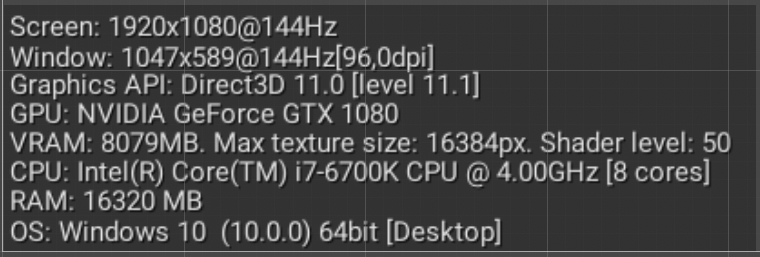 Screen: 1920x1080@144Hz
Window: 1047x589@144Hz[96,0dpi]
Graphics API: Direct3D 11.0 [level 11.1]
GPU: NVIDIA GeForce GTX 1080
VRAM: 8079MB. Max texture size: 16384px. Shader level: 50
CPU: Intel(R) Core(TM) i7-6700K CPU @ 4.00GHz [8 cores]
RAM: 16320 MB
OS: Windows 10  (10.0.0) 64bit [Desktop]